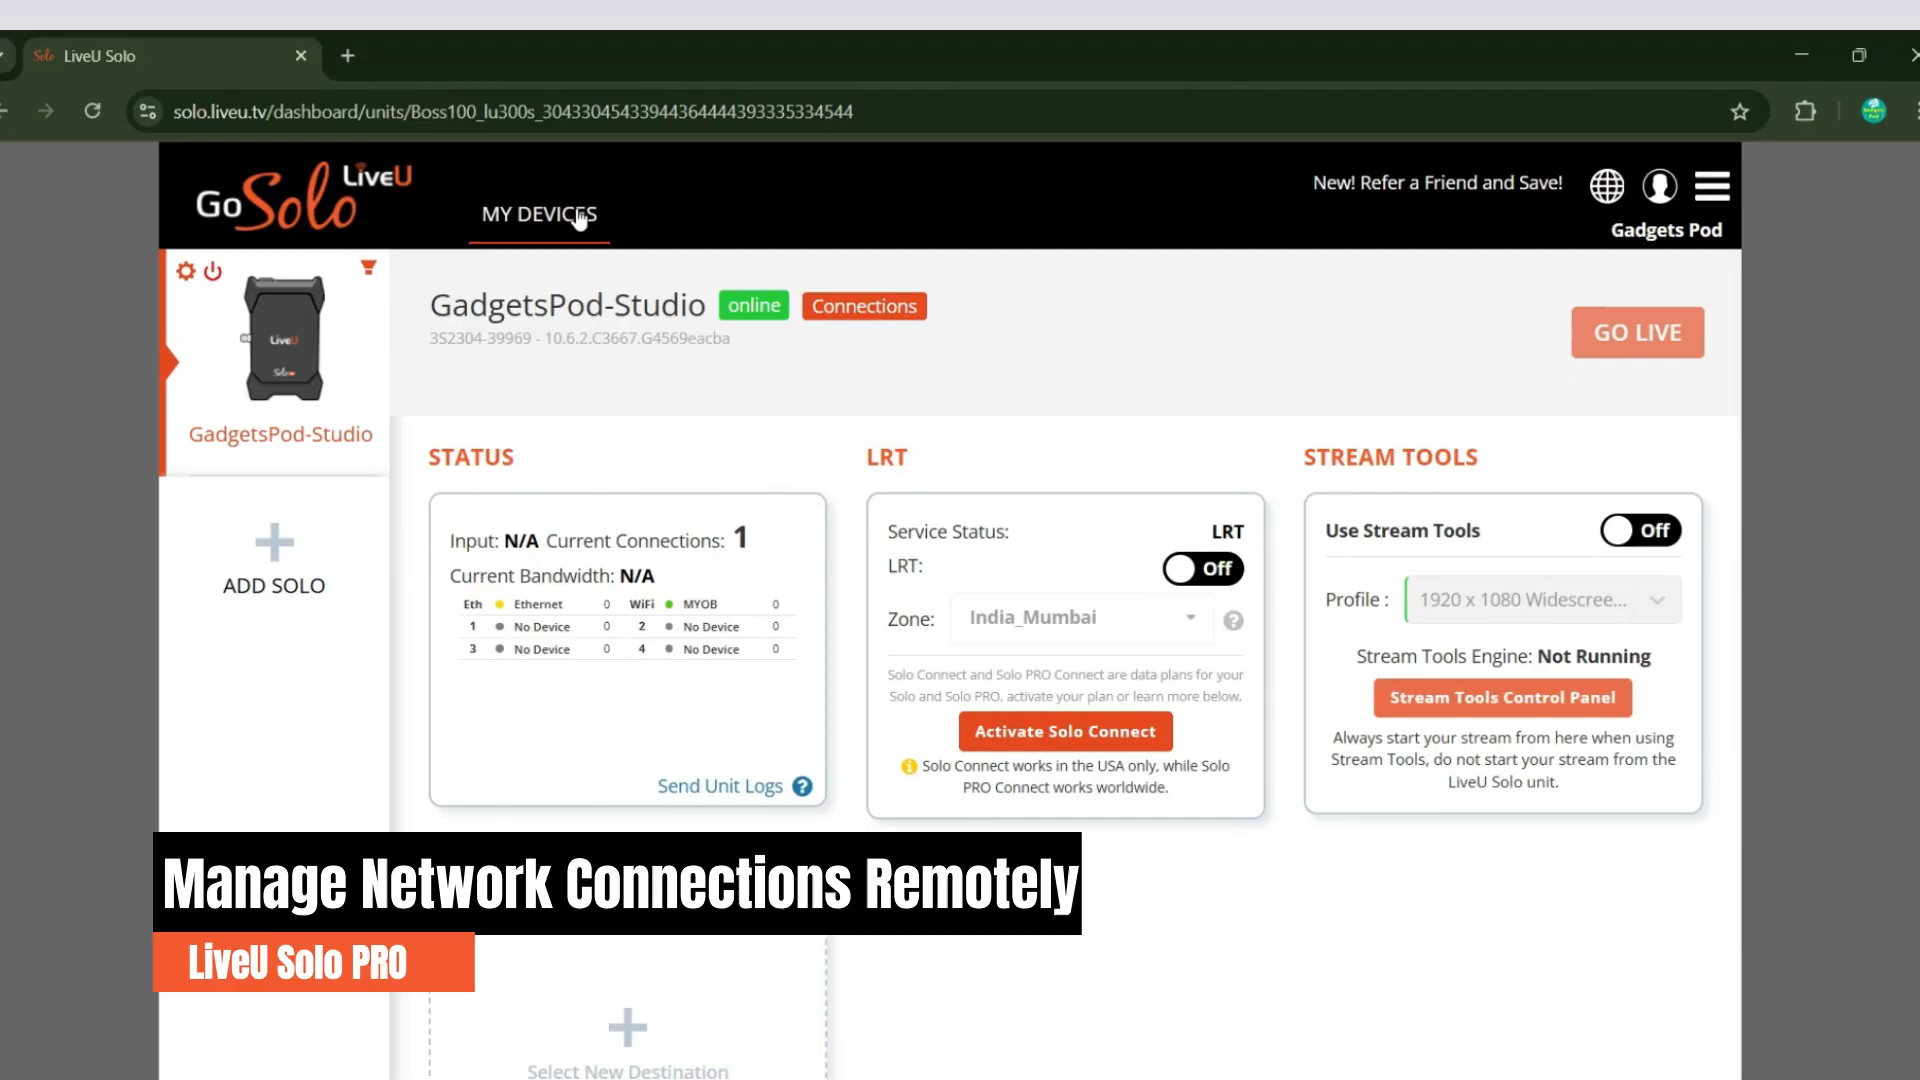 Solo LiveU Solo
solo.liveu.tv/dashboard/units/Boss100_lu300s_3043304543394436444439333533 4544
GoSolo LiveU
MY DEVICES
New! Refer a Friend and Save!
Gadgets Pod
LiveU
Solo
GadgetsPod-Studio
ADD SOLO
GadgetsPod-Studio online Connections
3S2304-39969 - 10.6.2.C3667.G4569eacba
GO LIVE
STATUS
Input: N/A Current Connections: 1
Current Bandwidth: N/A
Eth Ethernet 0 WiFi MYOB 0
1 No Device 0 2 No Device 0
3 No Device 0 4 No Device 0
Send Unit Logs ?
LRT
Service Status: LRT
LRT: Off
Zone: India_Mumbai ?
Solo Connect and Solo PRO Connect are data plans for your
Solo and Solo PRO, activate your plan or learn more below.
Activate Solo Connect
Solo Connect works in the USA only, while Solo
PRO Connect works worldwide.
STREAM TOOLS
Use Stream Tools Off
Profile : 1920 x 1080 Widescree...
Stream Tools Engine: Not Running
Stream Tools Control Panel
Always start your stream from here when using
Stream Tools, do not start your stream from the
LiveU Solo unit.
Manage Network Connections Remotely
LiveU Solo PRO
Select New Destination